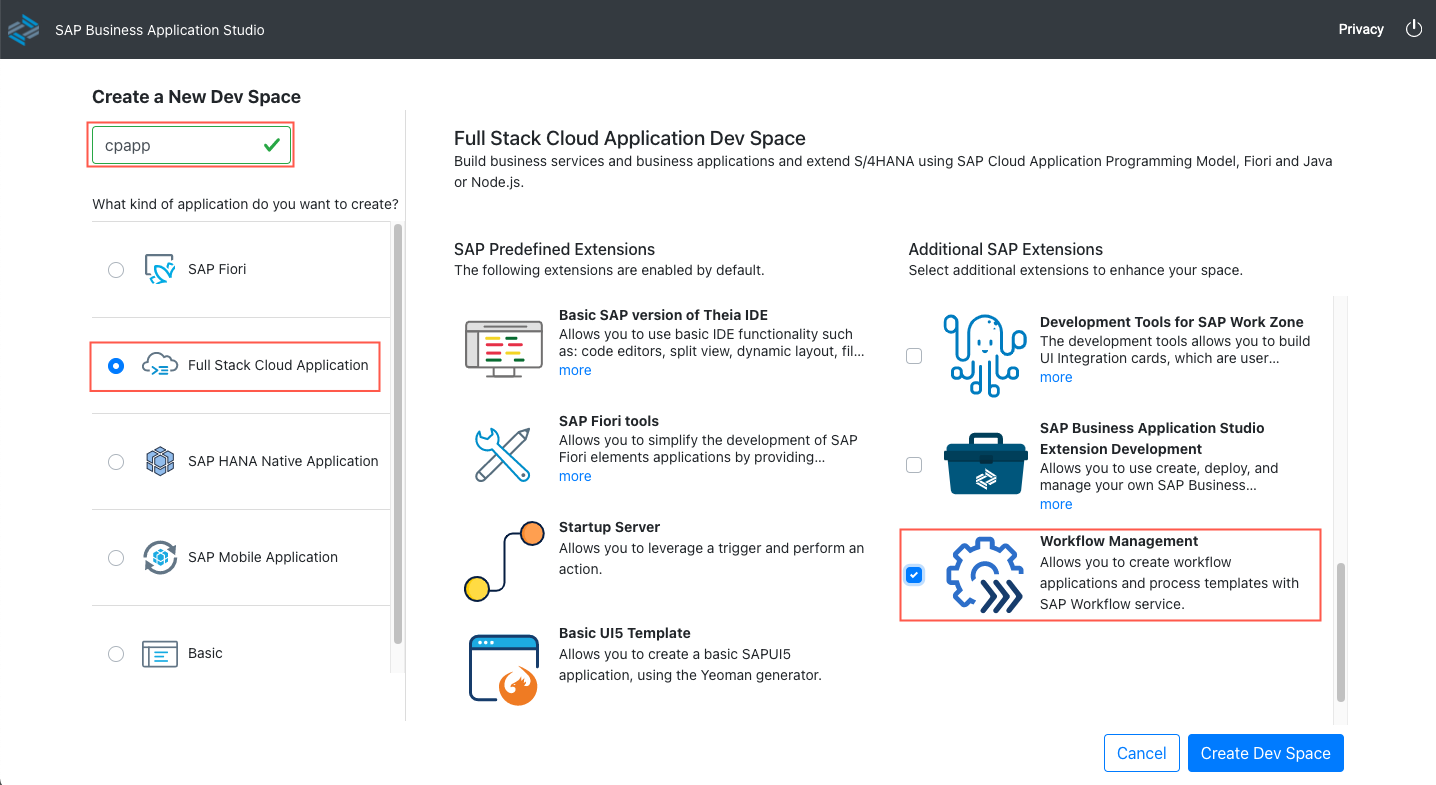 SAP Business Application Studio
Privacy
Create a New Dev Space
cpapp
What kind of application do you want to create?
SAP Fiori
Full Stack Cloud Application
SAP HANA Native Application
SAP Mobile Application
Basic
Full Stack Cloud Application Dev Space
Build business services and business applications and extend S/4HANA using SAP Cloud Application Programming Model, Fiori and Java
or Node.js.
SAP Predefined Extensions
The following extensions are enabled by default.
Basic SAP version of Theia IDE
Allows you to use basic IDE functionality such
as: code editors, split view, dynamic layout, fil...
more
SAP Fiori tools
Allows you to simplify the development of SAP
Fiori elements applications by providing...
more
Startup Server
Allows you to leverage a trigger and perform an
action.
Basic UI5 Template
Allows you to create a basic SAPUI5
application, using the Yeoman generator.
Additional SAP Extensions
Select additional extensions to enhance your space.
Development Tools for SAP Work Zone
The development tools allows you to build
UI Integration cards, which are user...
more
SAP Business Application Studio
Extension Development
Allows you to use create, deploy, and
manage your own SAP Business...
more
Workflow Management
Allows you to create workflow
applications and process templates with
SAP Workflow service.
Cancel
Create Dev Space